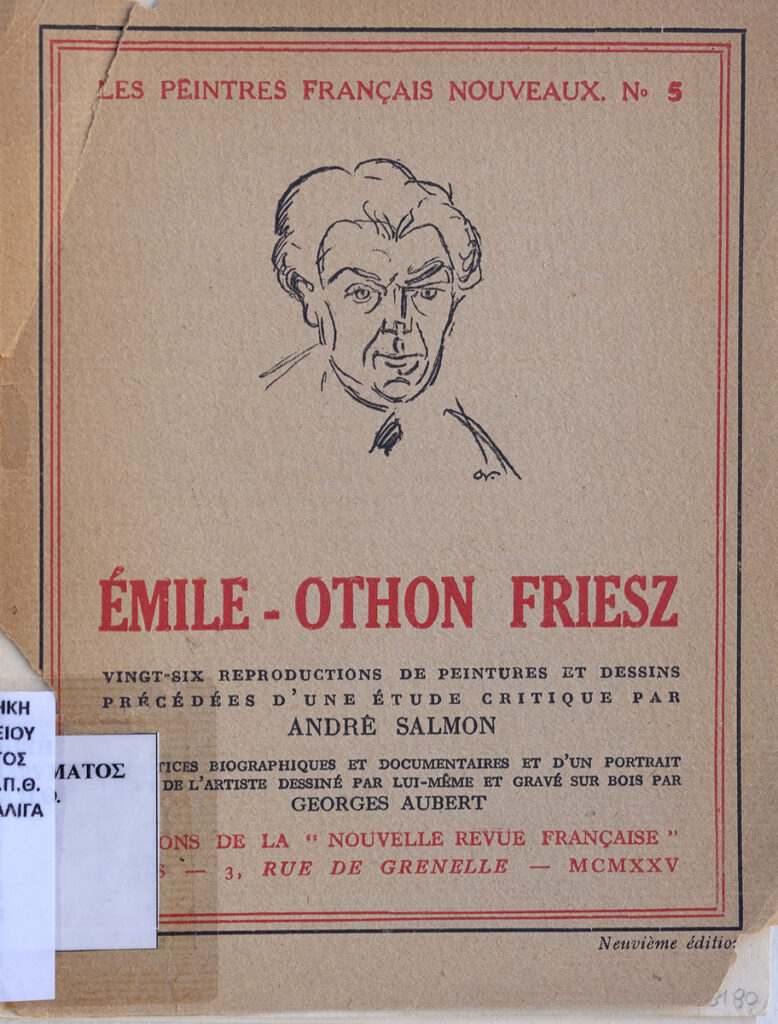 LES PEINTRES FRANÇAIS NOUVEAUX. No 5
ÉMILE - OTHON FRIESZ
VINGT-SIX REPRODUCTIONS DE PEINTURES ET DESSINS
PRÉCÉDÉES D'UNE ÉTUDE CRITIQUE PAR
ANDRÉ SALMON
TICES BIOGRAPHIQUES ET DOCUMENTAIRES ET D'UN PORTRAIT
DE L'ARTISTE DESSINÉ PAR LUI-MÊME ET GRAVÉ SUR BOIS PAR
GEORGES AUBERT
ONS DE LA " NOUVELLE REVUE FRANÇAISE "
S — 3, RUE DE GRENELLE — MCMXXV
Neuvième éditio
ΗΚΗ
ΕΙΟΥ
ΤΟΣ
.Π.Θ.
ΑΛΙΓΑ
ΜΑΤΟΣ